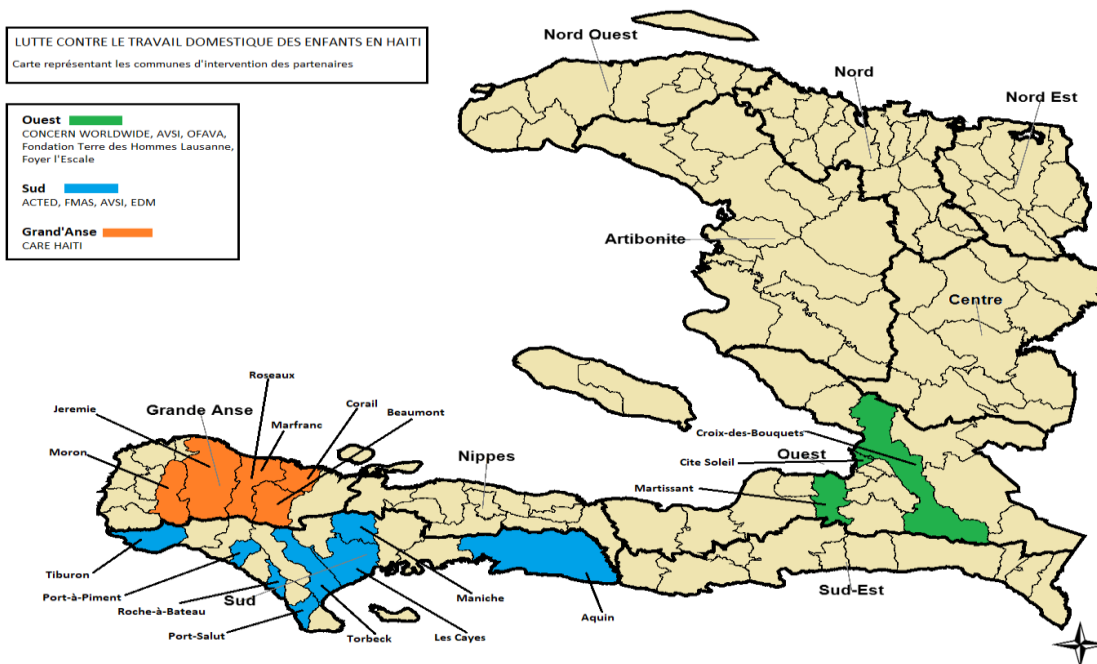 LUTTE CONTRE LE TRAVAIL DOMESTIQUE DES ENFANTS EN HAITI
Carte représentant les communes d'intervention des partenaires
Ouest
CONCERN WORLDWIDE, AVSI, OFAVA,
Fondation Terre des Hommes Lausanne,
Foyer l'Escale
Sud
ACTED, FMAS, AVSI, EDM
Grand'Anse
CARE HAITI
Nord Ouest
Nord
Nord Est
Artibonite
Centre
Roseaux
Jeremie
Grande Anse
Corail
Beaumont
Marfranc
Croix-des-Bouquets
Moron
Nippes
Ouest
Cite Soleil
Martissant
Tiburon
Port-à-Piment
Roche-à-Bateau
Sud
Port-Salut
Torbeck
Les Cayes
Maniche
Aquin
Sud-Est